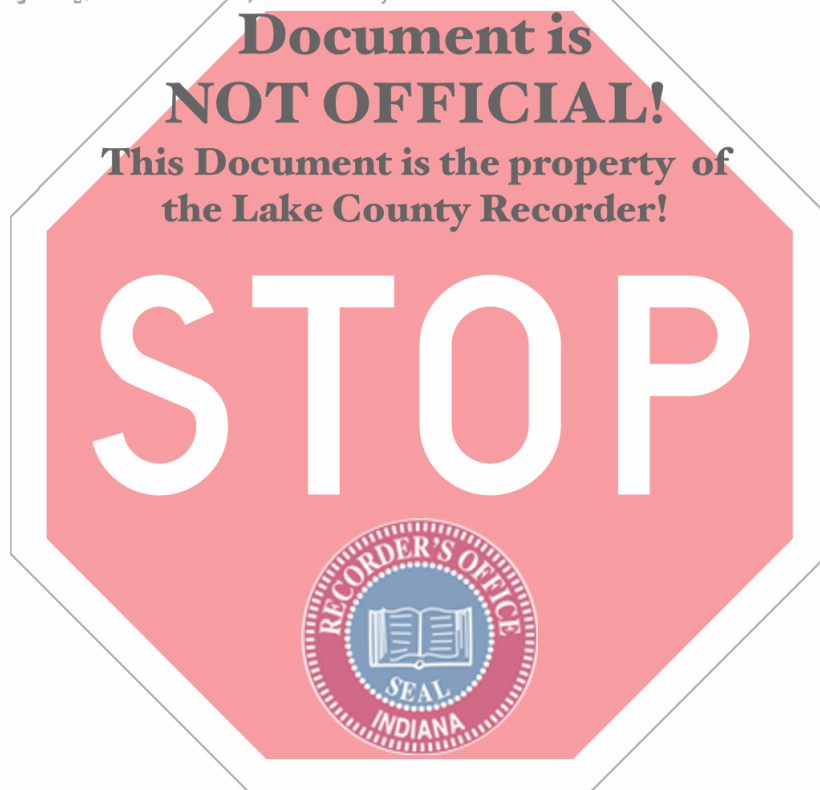 Document is
NOT OFFICIAL!
This Document is the property of
the Lake County Recorder!
STOP
RECORDER'S OFFICE
SEAL
INDIANA